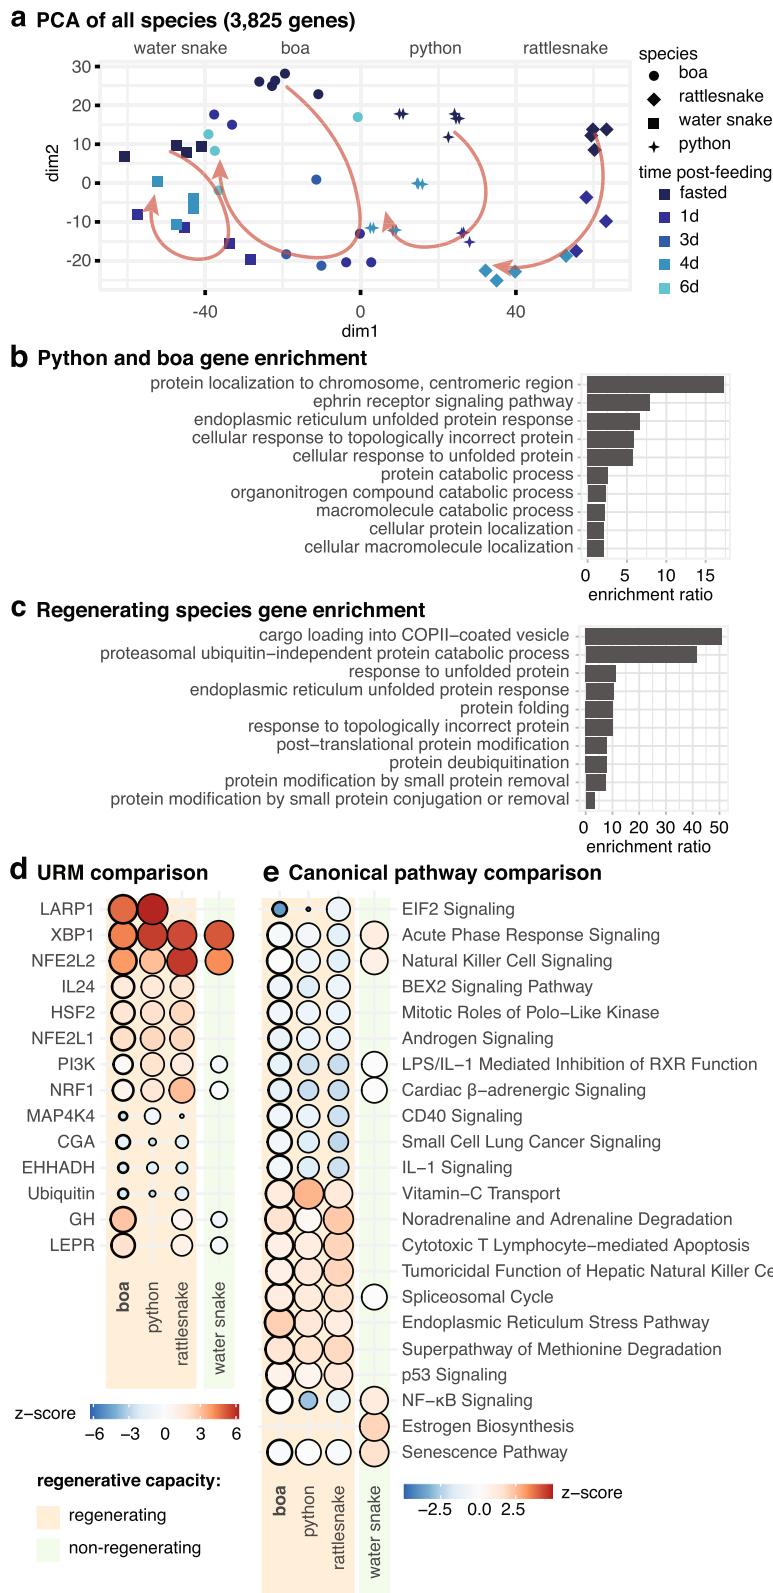 a PCA of all species (3,825 genes)
water snake boa python rattlesnake
30
20
10
0
-10
-20
dim2
-40 0 40
dim1
species
boa
rattlesnake
water snake
python
time post-feeding
fasted
1d
3d
4d
6d
b Python and boa gene enrichment
protein localization to chromosome, centromeric region
ephrin receptor signaling pathway
endoplasmic reticulum unfolded protein response
cellular response to topologically incorrect protein
cellular response to unfolded protein
protein catabolic process
organonitrogen compound catabolic process
macromolecule catabolic process
cellular protein localization
cellular macromolecule localization
0 5 10 15
enrichment ratio
c Regenerating species gene enrichment
cargo loading into COPII−coated vesicle
proteasomal ubiquitin−independent protein catabolic process
response to unfolded protein
endoplasmic reticulum unfolded protein response
protein folding
response to topologically incorrect protein
post−translational protein modification
protein deubiquitination
protein modification by small protein removal
protein modification by small protein conjugation or removal
0 10 20 30 40 50
enrichment ratio
d URM comparison
LARP1
XBP1
NFE2L2
IL24
HSF2
NFE2L1
PI3K
NRF1
MAP4K4
CGA
EHHADH
Ubiquitin
GH
LEPR
boa
python
rattlesnake
water snake
z−score
−6 −3 0 3 6
regenerative capacity:
regenerating
non-regenerating
e Canonical pathway comparison
EIF2 Signaling
Acute Phase Response Signaling
Natural Killer Cell Signaling
BEX2 Signaling Pathway
Mitotic Roles of Polo−Like Kinase
Androgen Signaling
LPS/IL−1 Mediated Inhibition of RXR Function
Cardiac β−adrenergic Signaling
CD40 Signaling
Small Cell Lung Cancer Signaling
IL−1 Signaling
Vitamin−C Transport
Noradrenaline and Adrenaline Degradation
Cytotoxic T Lymphocyte−mediated Apoptosis
Tumoricidal Function of Hepatic Natural Killer Ce
Spliceosomal Cycle
Endoplasmic Reticulum Stress Pathway
Superpathway of Methionine Degradation
p53 Signaling
NF−κB Signaling
Estrogen Biosynthesis
Senescence Pathway
boa
python
rattlesnake
water snake
z−score
−2.5 0.0 2.5